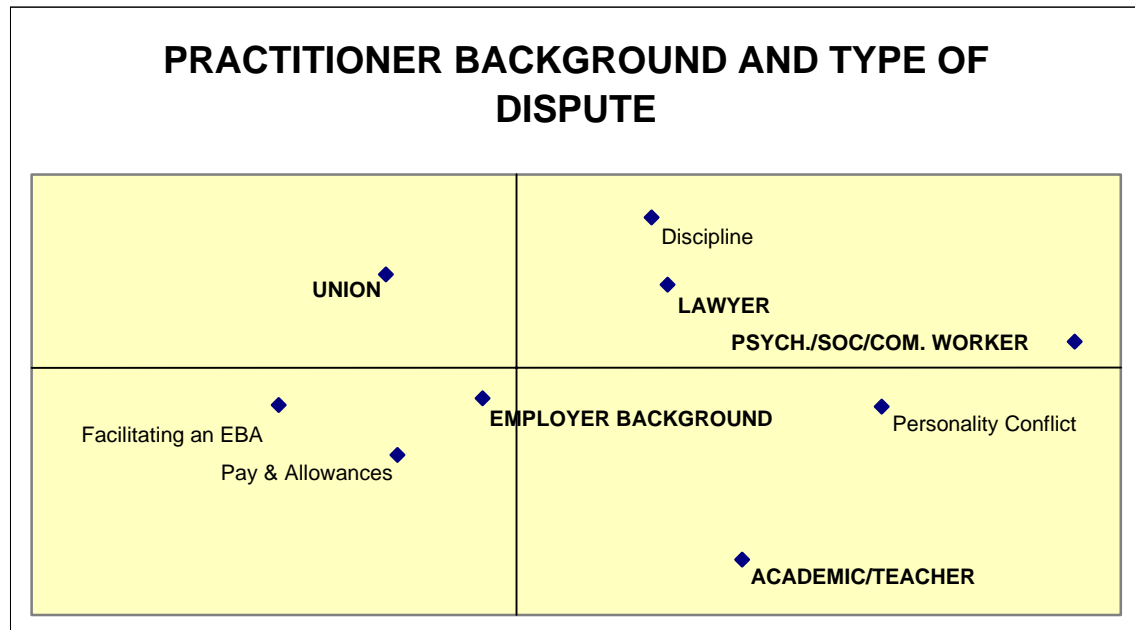 PRACTITIONER BACKGROUND AND TYPE OF
DISPUTE
Discipline
UNION
LAWYER
PSYCH./SOC/COM. WORKER
EMPLOYER BACKGROUND
Personality Conflict
Facilitating an EBA
Pay & Allowances
ACADEMIC/TEACHER